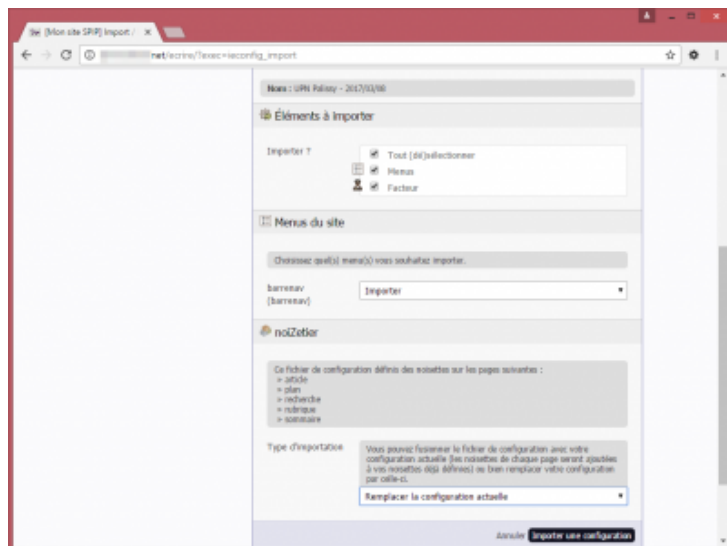 [Mon site SPIP] Import /
net/ecrire/?exec=ieconfig_import
Nom : UPN Palissy - 2017/03/08
Éléments à importer
Importer ?
Tout (dé)sélectionner
Menus
Facteur
Menus du site
Choisissez quel(s) menu(s) vous souhaitez importer.
barrenav
(barrenav)
Importer
noiZetier
Ce fichier de configuration définis des noisettes sur les pages suivantes :
» article
» plan
» recherche
» rubrique
» sommaire
Type d'importation
Vous pouvez fusionner le fichier de configuration avec votre
configuration actuelle (les noisettes de chaque page seront ajoutées
à vos noisettes déjà définies) ou bien remplacer votre configuration
par celle-ci.
Remplacer la configuration actuelle
Annuler Importer une configuration